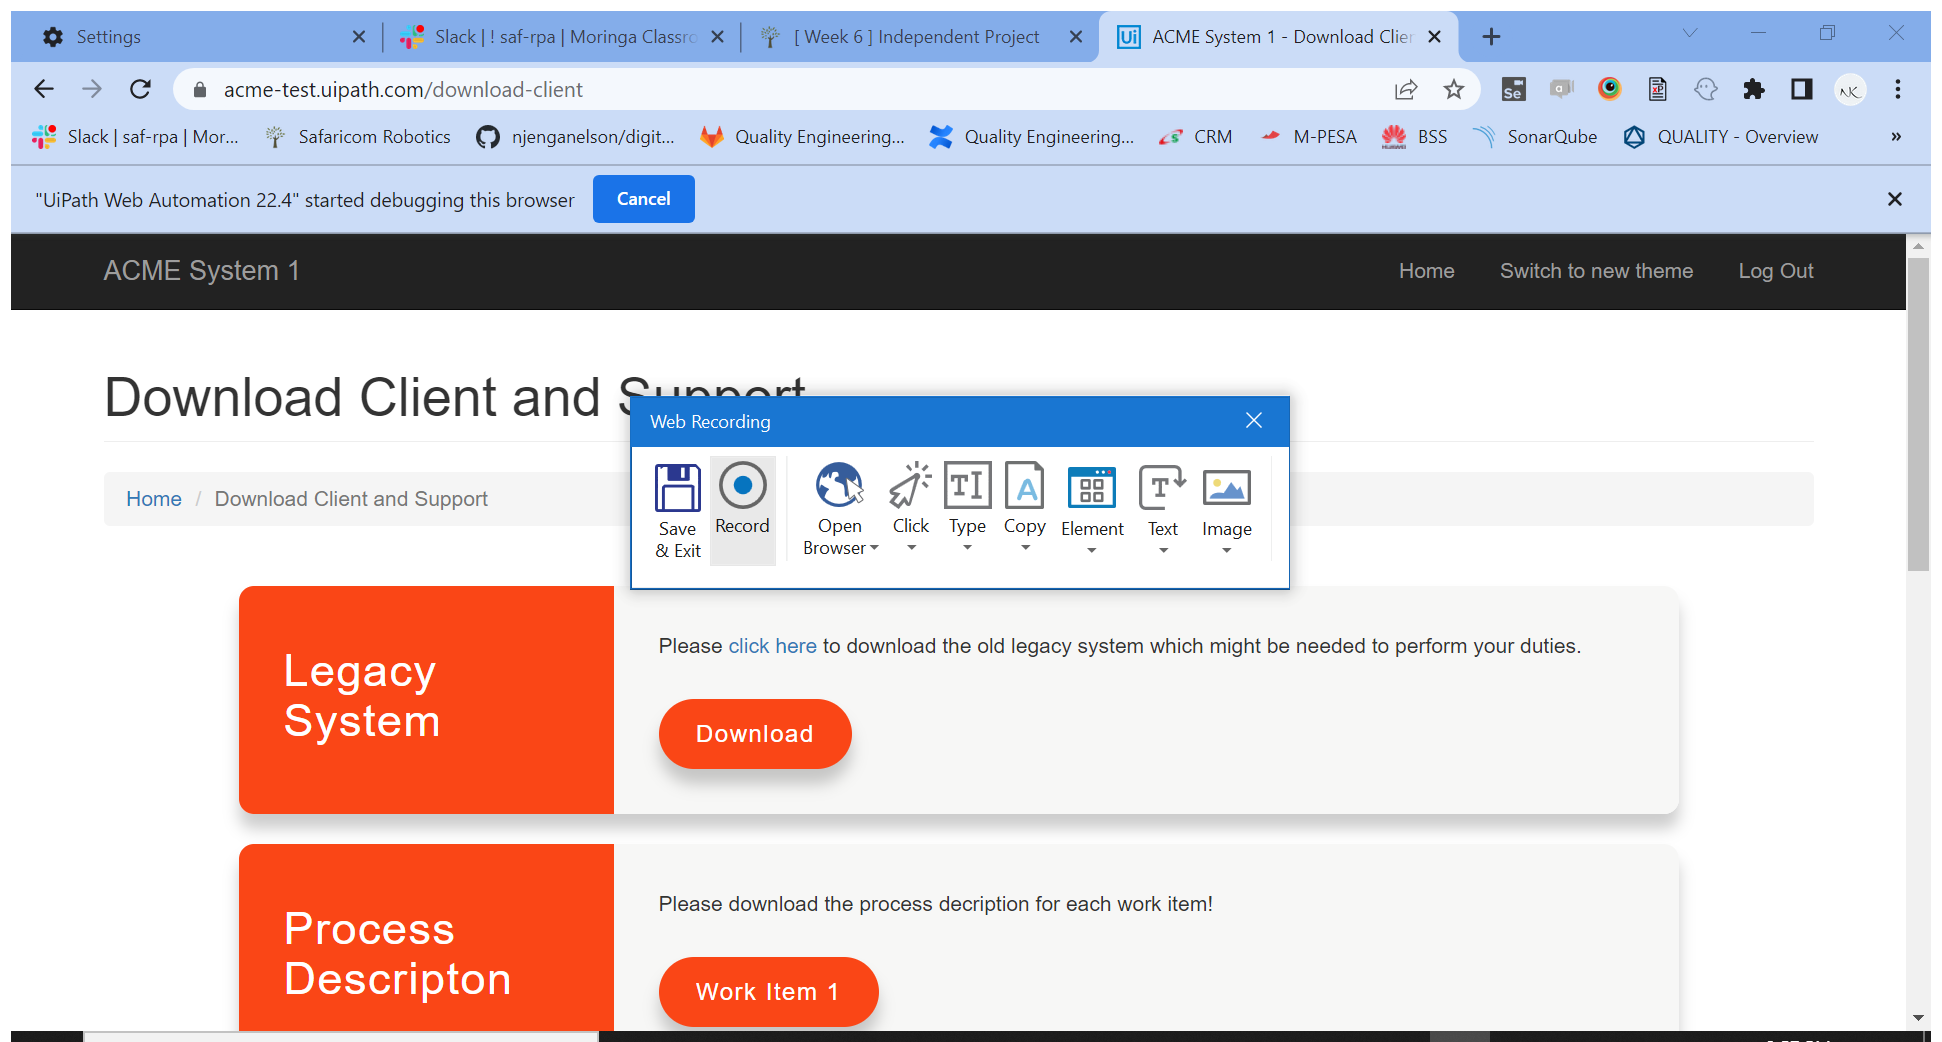 Settings
Slack | ! saf-rpa | Moringa Classro
[ Week 6 ] Independent Project
Ui
ACME System 1 - Download Clier
acme-test.uipath.com/download-client
Se
a
XP
NK
Slack | saf-rpa | Mor...
Safaricom Robotics
njenganelson/digit...
Quality Engineering...
Quality Engineering...
CRM
M-PESA
HUAWEI
BSS
SonarQube
QUALITY - Overview
»
"UiPath Web Automation 22.4" started debugging this browser
Cancel
ACME System 1
Home
Switch to new theme
Log Out
Download Client and Support
Web Recording
Home / Download Client and Support
Save
& Exit
Record
Open
Browser
Click
Type
Copy
Element
Text
Image
Legacy
System
Please click here to download the old legacy system which might be needed to perform your duties.
Download
Process
Descripton
Please download the process decription for each work item!
Work Item 1